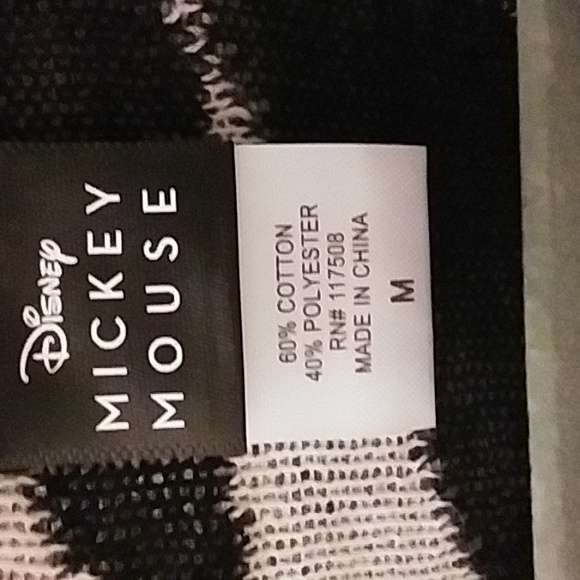 Disney
MICKEY
MOUSE
60% COTTON
40% POLYESTER
RN# 117508
MADE IN CHINA
M